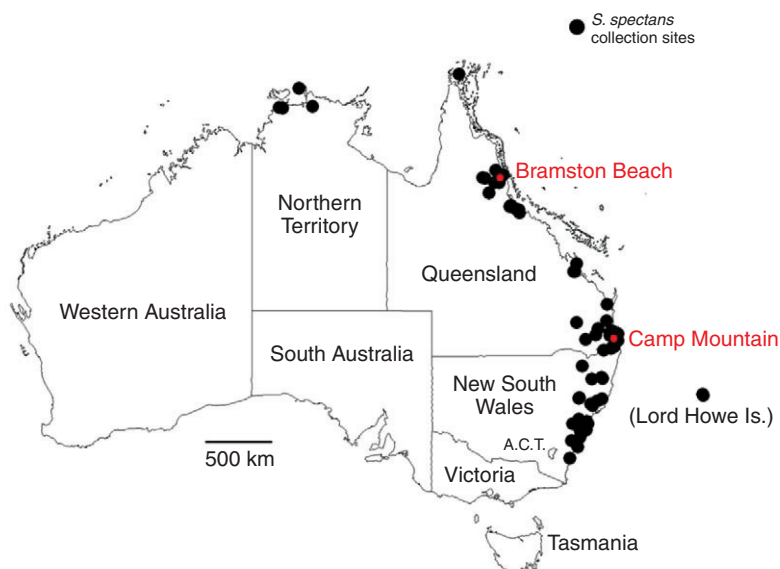 S. spectans
collection sites
Bramston Beach
Northern
Territory
Queensland
Western Australia
South Australia
Camp Mountain
New South
Wales
(Lord Howe Is.)
A.C.T.
500 km
Victoria
Tasmania